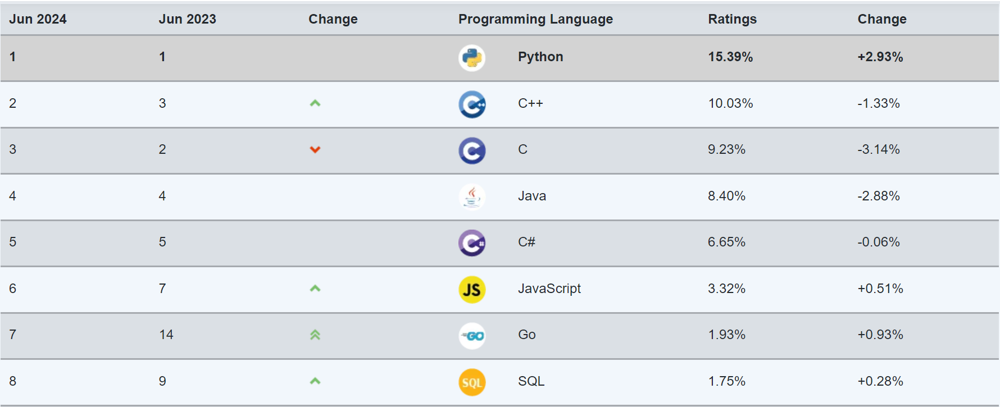 Jun 2024 Jun 2023 Change Programming Language Ratings Change
1 1 Python 15.39% +2.93%
2 3 C++ 10.03% -1.33%
3 2 C 9.23% -3.14%
4 4 Java 8.40% -2.88%
5 5 C# 6.65% -0.06%
6 7 JS JavaScript 3.32% +0.51%
7 14 GO Go 1.93% +0.93%
8 9 SQL SQL 1.75% +0.28%